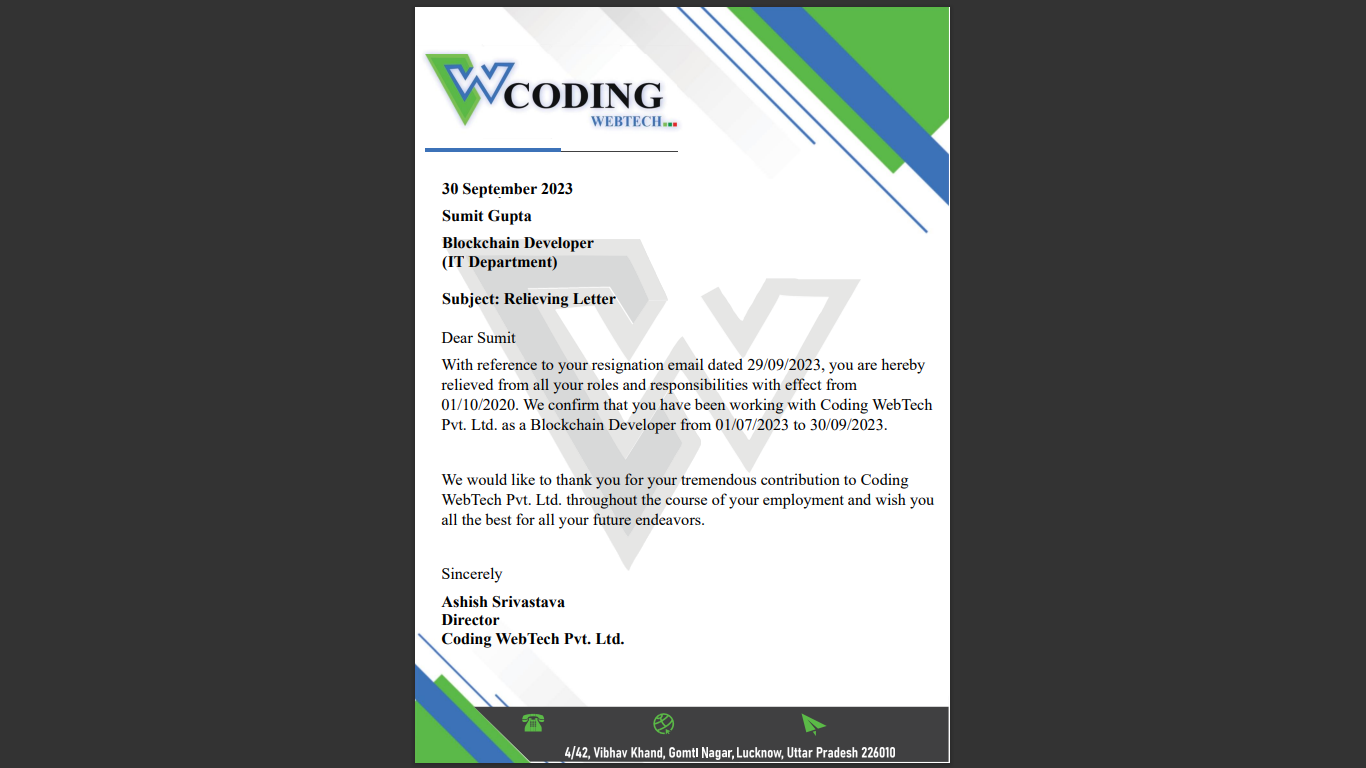 CODING
WEBTECH...
30 September 2023
Sumit Gupta
Blockchain Developer
(IT Department)
Subject: Relieving Letter
Dear Sumit
With reference to your resignation email dated 29/09/2023, you are hereby
relieved from all your roles and responsibilities with effect from
01/10/2020. We confirm that you have been working with Coding WebTech
Pvt. Ltd. as a Blockchain Developer from 01/07/2023 to 30/09/2023.
We would like to thank you for your tremendous contribution to Coding
WebTech Pvt. Ltd. throughout the course of your employment and wish you
all the best for all your future endeavors.
Sincerely
Ashish Srivastava
Director
Coding WebTech Pvt. Ltd.
4/42, Vibhav Khand, GomtI Nagar, Lucknow, Uttar Pradesh 226010